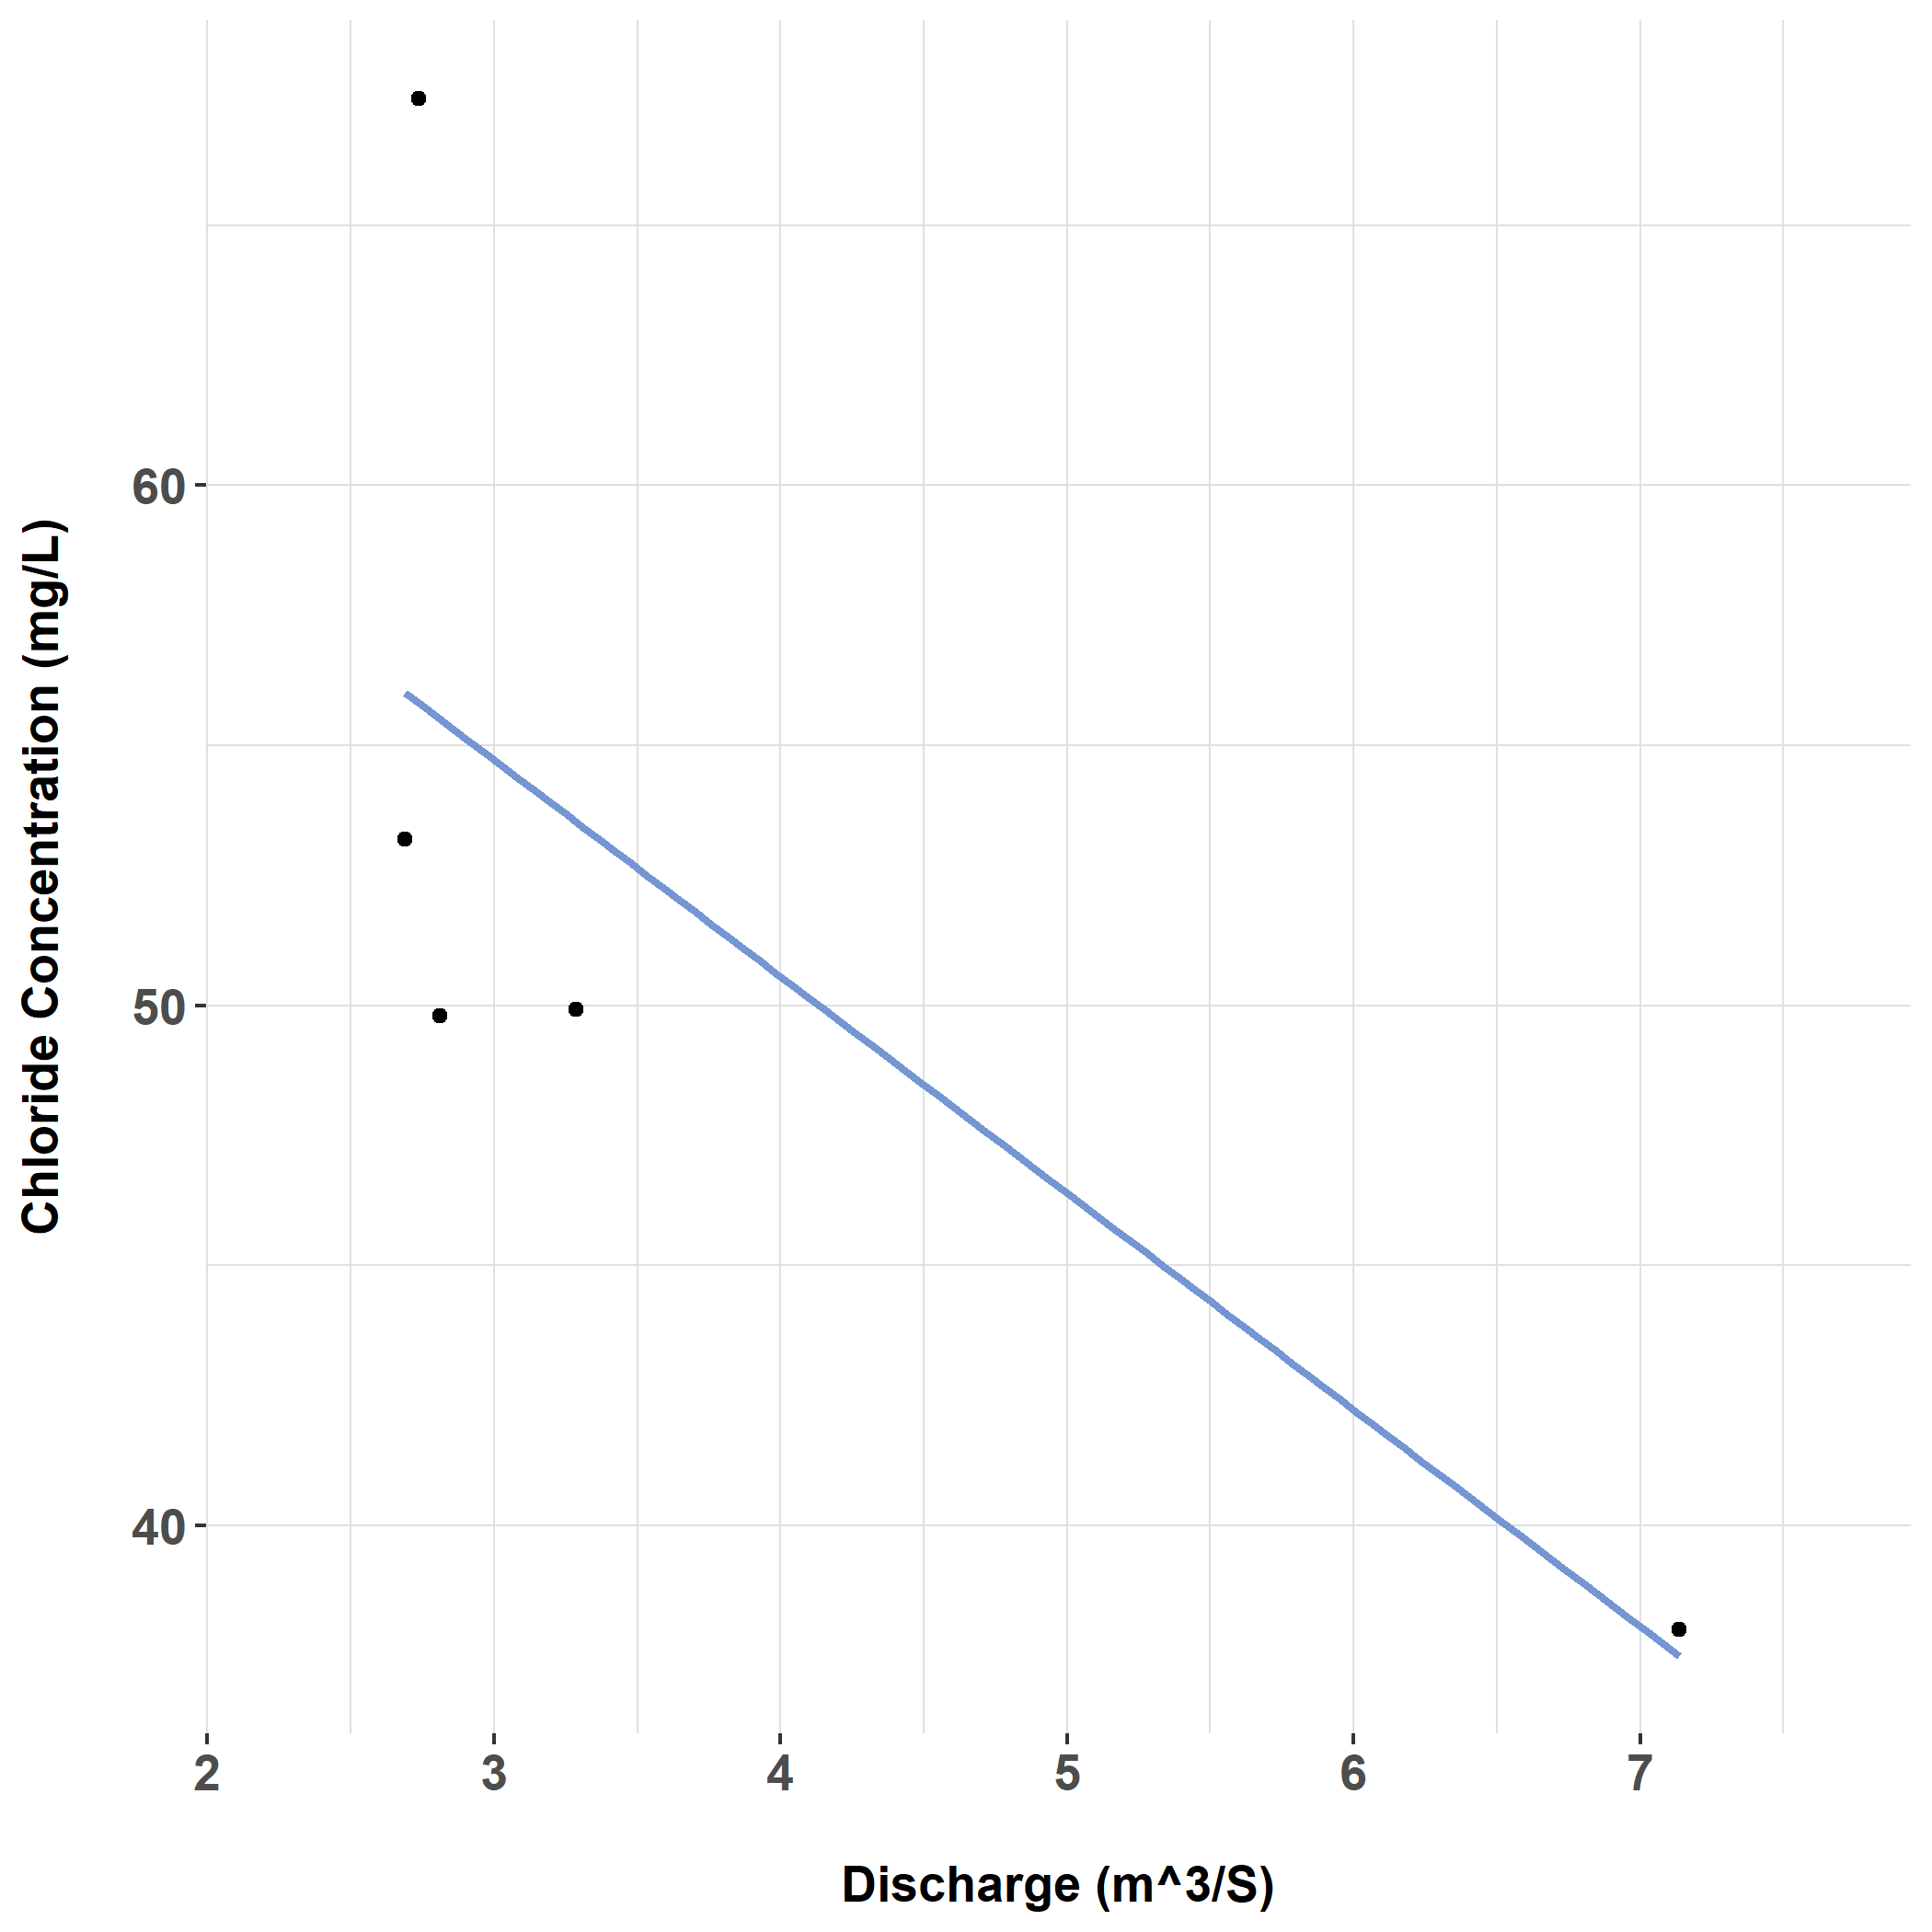 Chloride Concentration (mg/L)
60
50
40
2 3 4 5 6 7
Discharge (m^3/S)